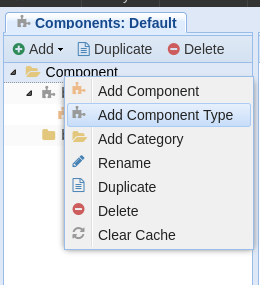 Components: Default
Add Duplicate Delete
Component
Add Component
Add Component Type
Add Category
Rename
Duplicate
Delete
Clear Cache